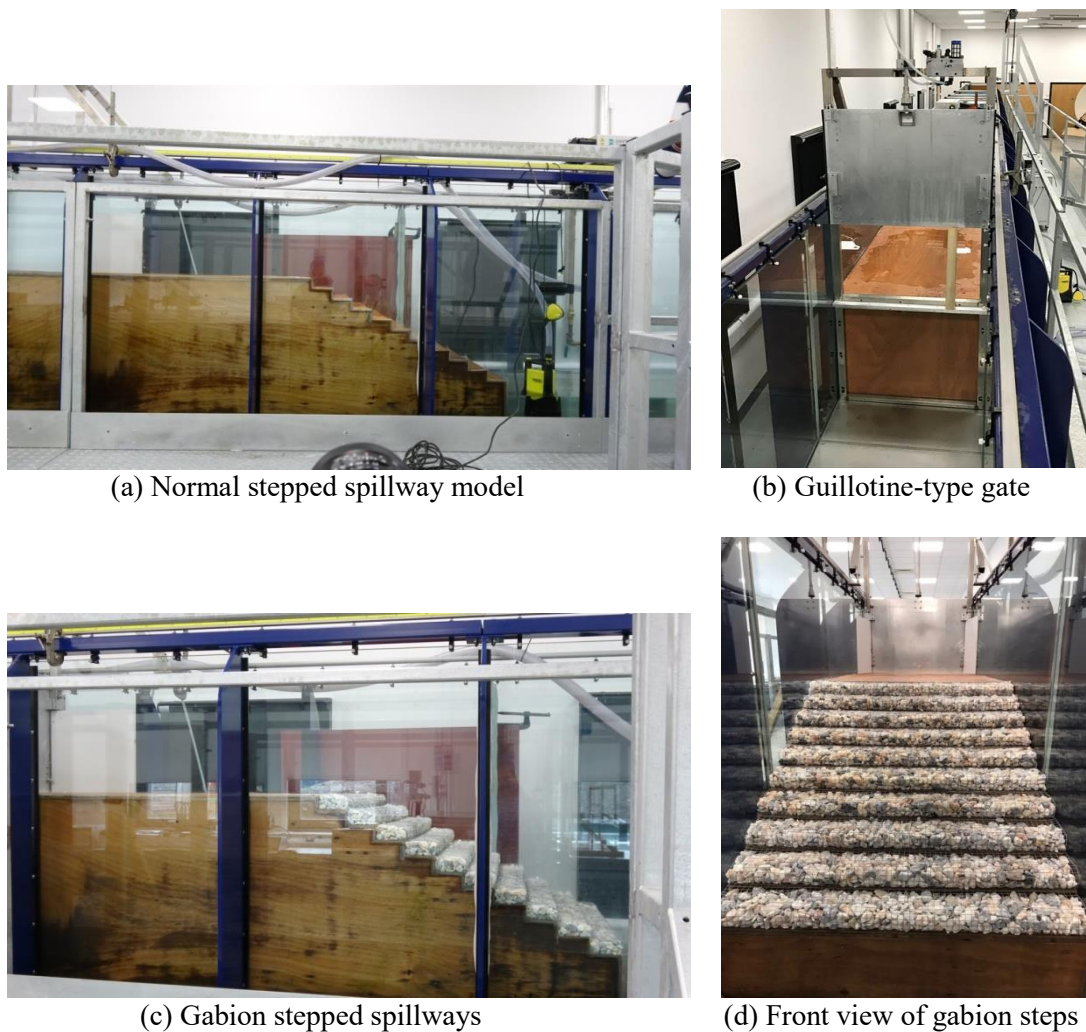 (a) Normal stepped spillway model
(b) Guillotine-type gate
(c) Gabion stepped spillways
(d) Front view of gabion steps